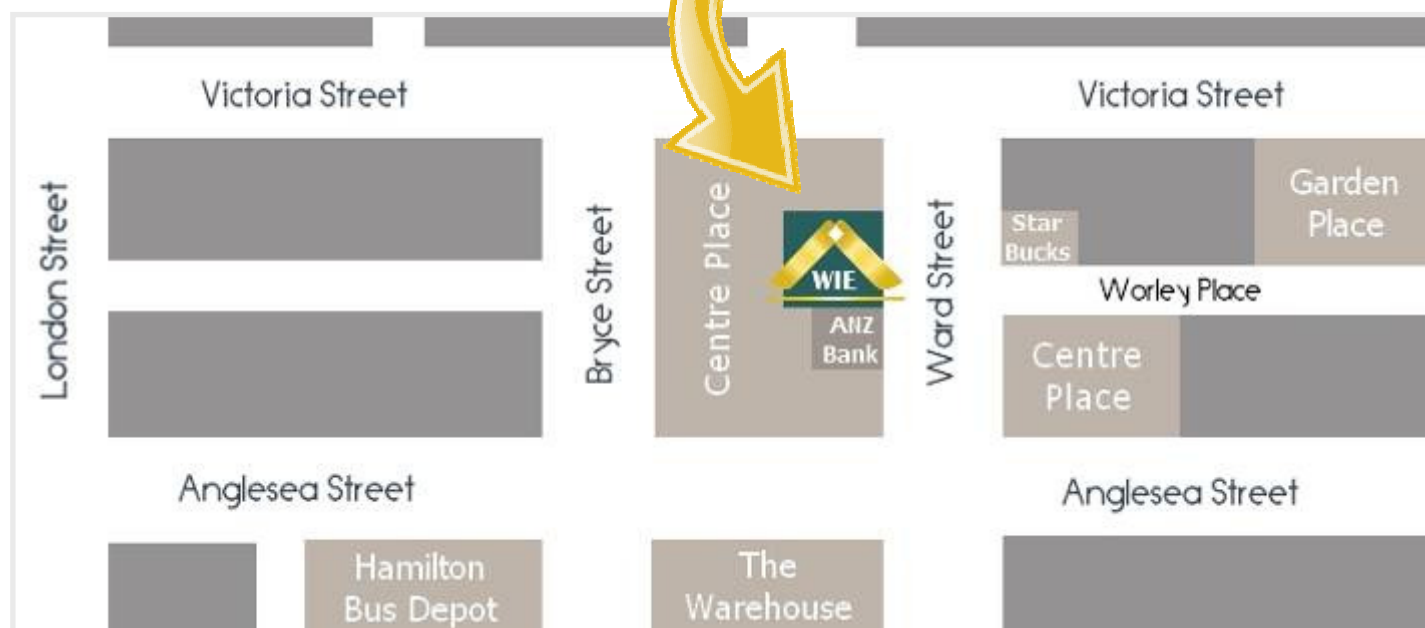 Victoria Street
Victoria Street
London Street
Bryce Street
Centre Place
WIE
ANZ
Bank
Ward Street
Star
Bucks
Garden
Place
Worley Place
Centre
Place
Anglesea Street
Anglesea Street
Hamilton
Bus Depot
The
Warehouse